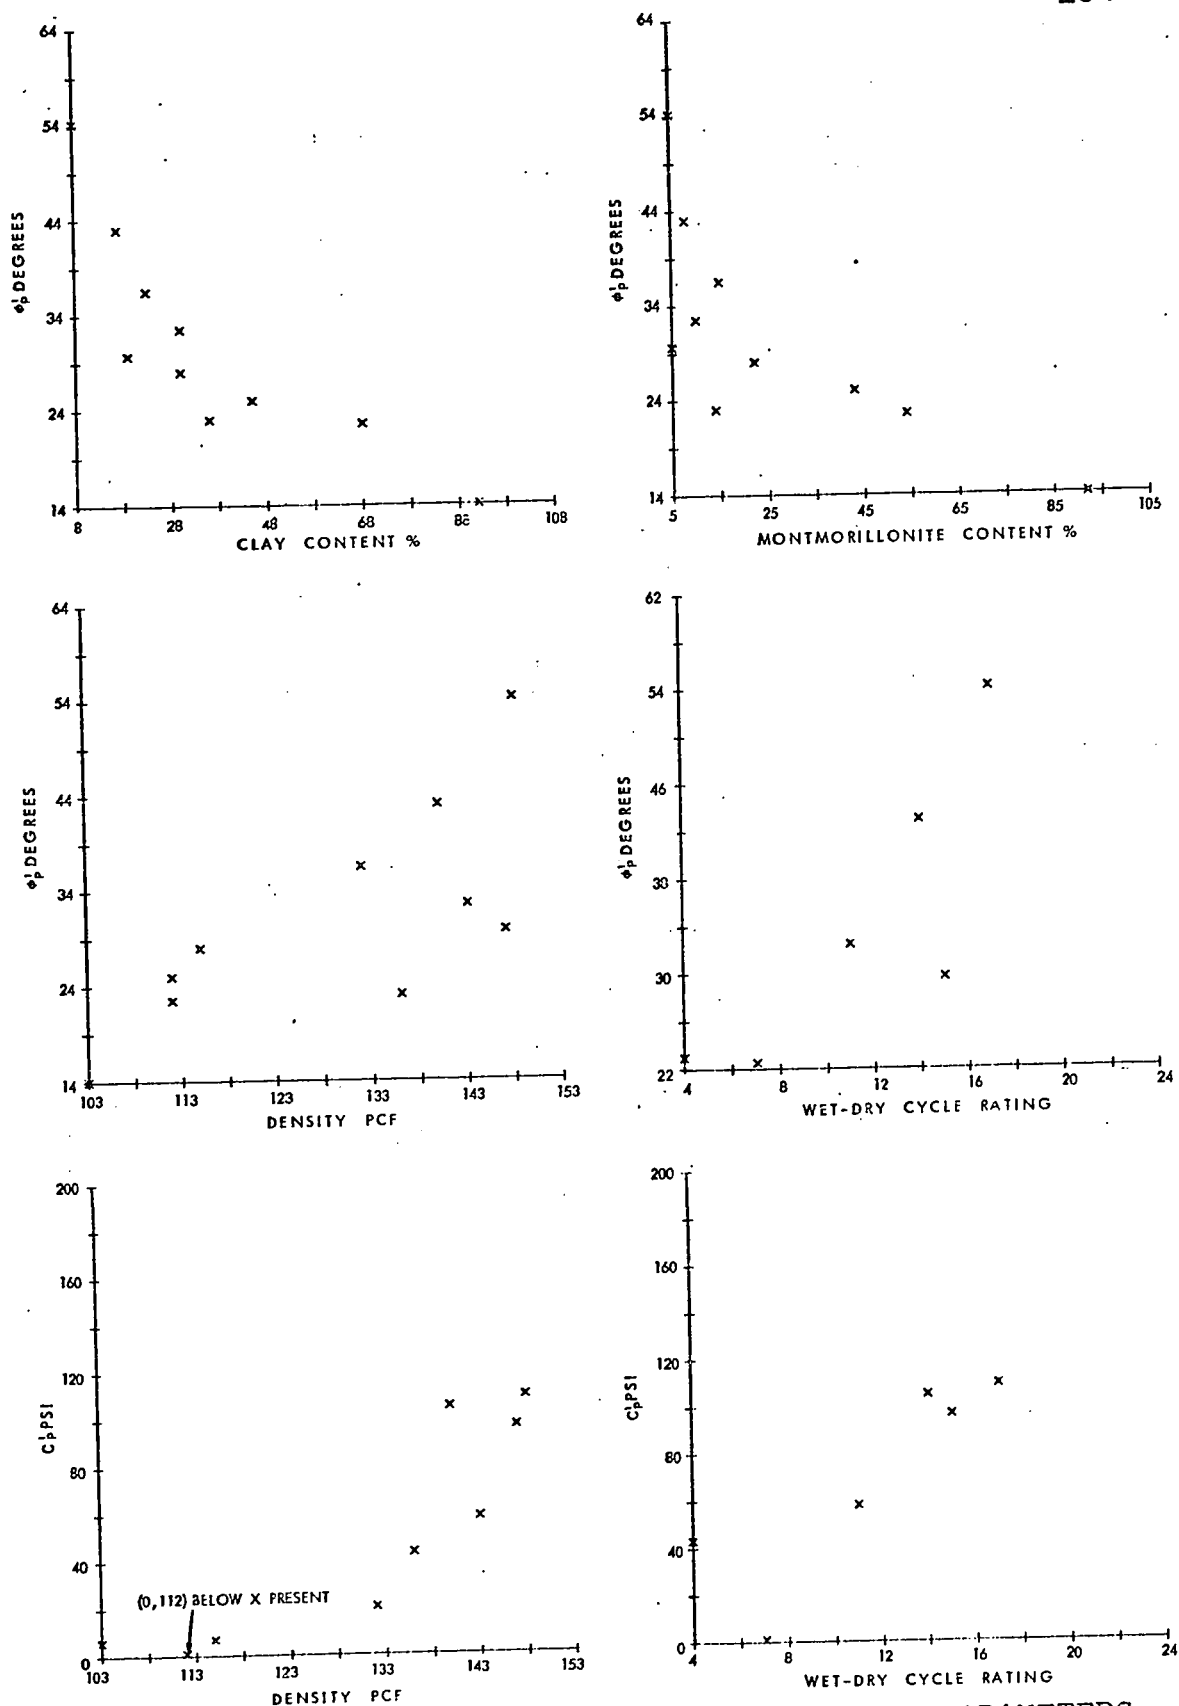 64
54
44
34
24
14
ϕ'p DEGREES
8 28 48 68 88 108
CLAY CONTENT %
64
54
44
34
24
14
ϕ'p DEGREES
5 25 45 65 85 105
MONTMORILLONITE CONTENT %
64
54
44
34
24
14
ϕ'p DEGREES
103 113 123 133 143 153
DENSITY PCF
62
54
46
38
30
22
ϕ'p DEGREES
4 8 12 16 20 24
WET-DRY CYCLE RATING
200
160
120
80
40
0
C'p PSI
(0,112) BELOW X PRESENT
103 113 123 133 143 153
DENSITY PCF
200
160
120
80
40
0
C'p PSI
4 8 12 16 20 24
WET-DRY CYCLE RATING